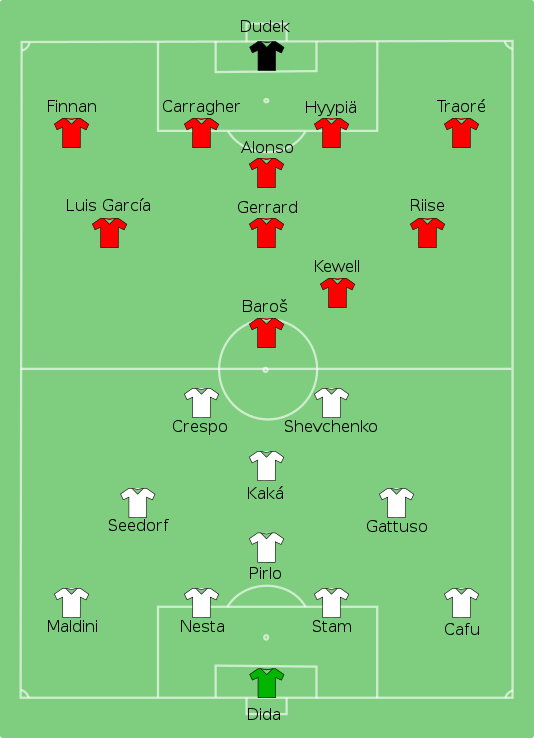 Dudek
Finnan
Carragher
Hyypiä
Traoré
Alonso
Luis García
Gerrard
Riise
Kewell
Baroš
Crespo
Shevchenko
Kaká
Seedorf
Gattuso
Pirlo
Maldini
Nesta
Stam
Cafu
Dida